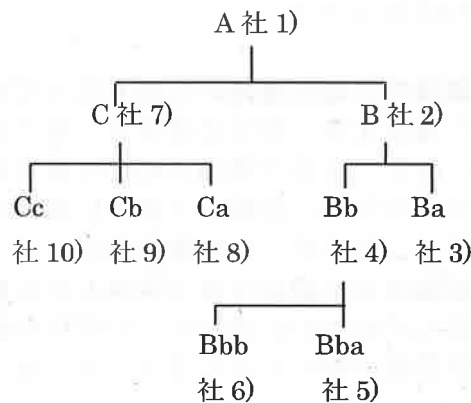 A 社 1)
C 社 7) B 社 2)
Cc Cb Ca Bb Ba
社 10) 社 9) 社 8) 社 4) 社 3)
Bbb Bba
社 6) 社 5)